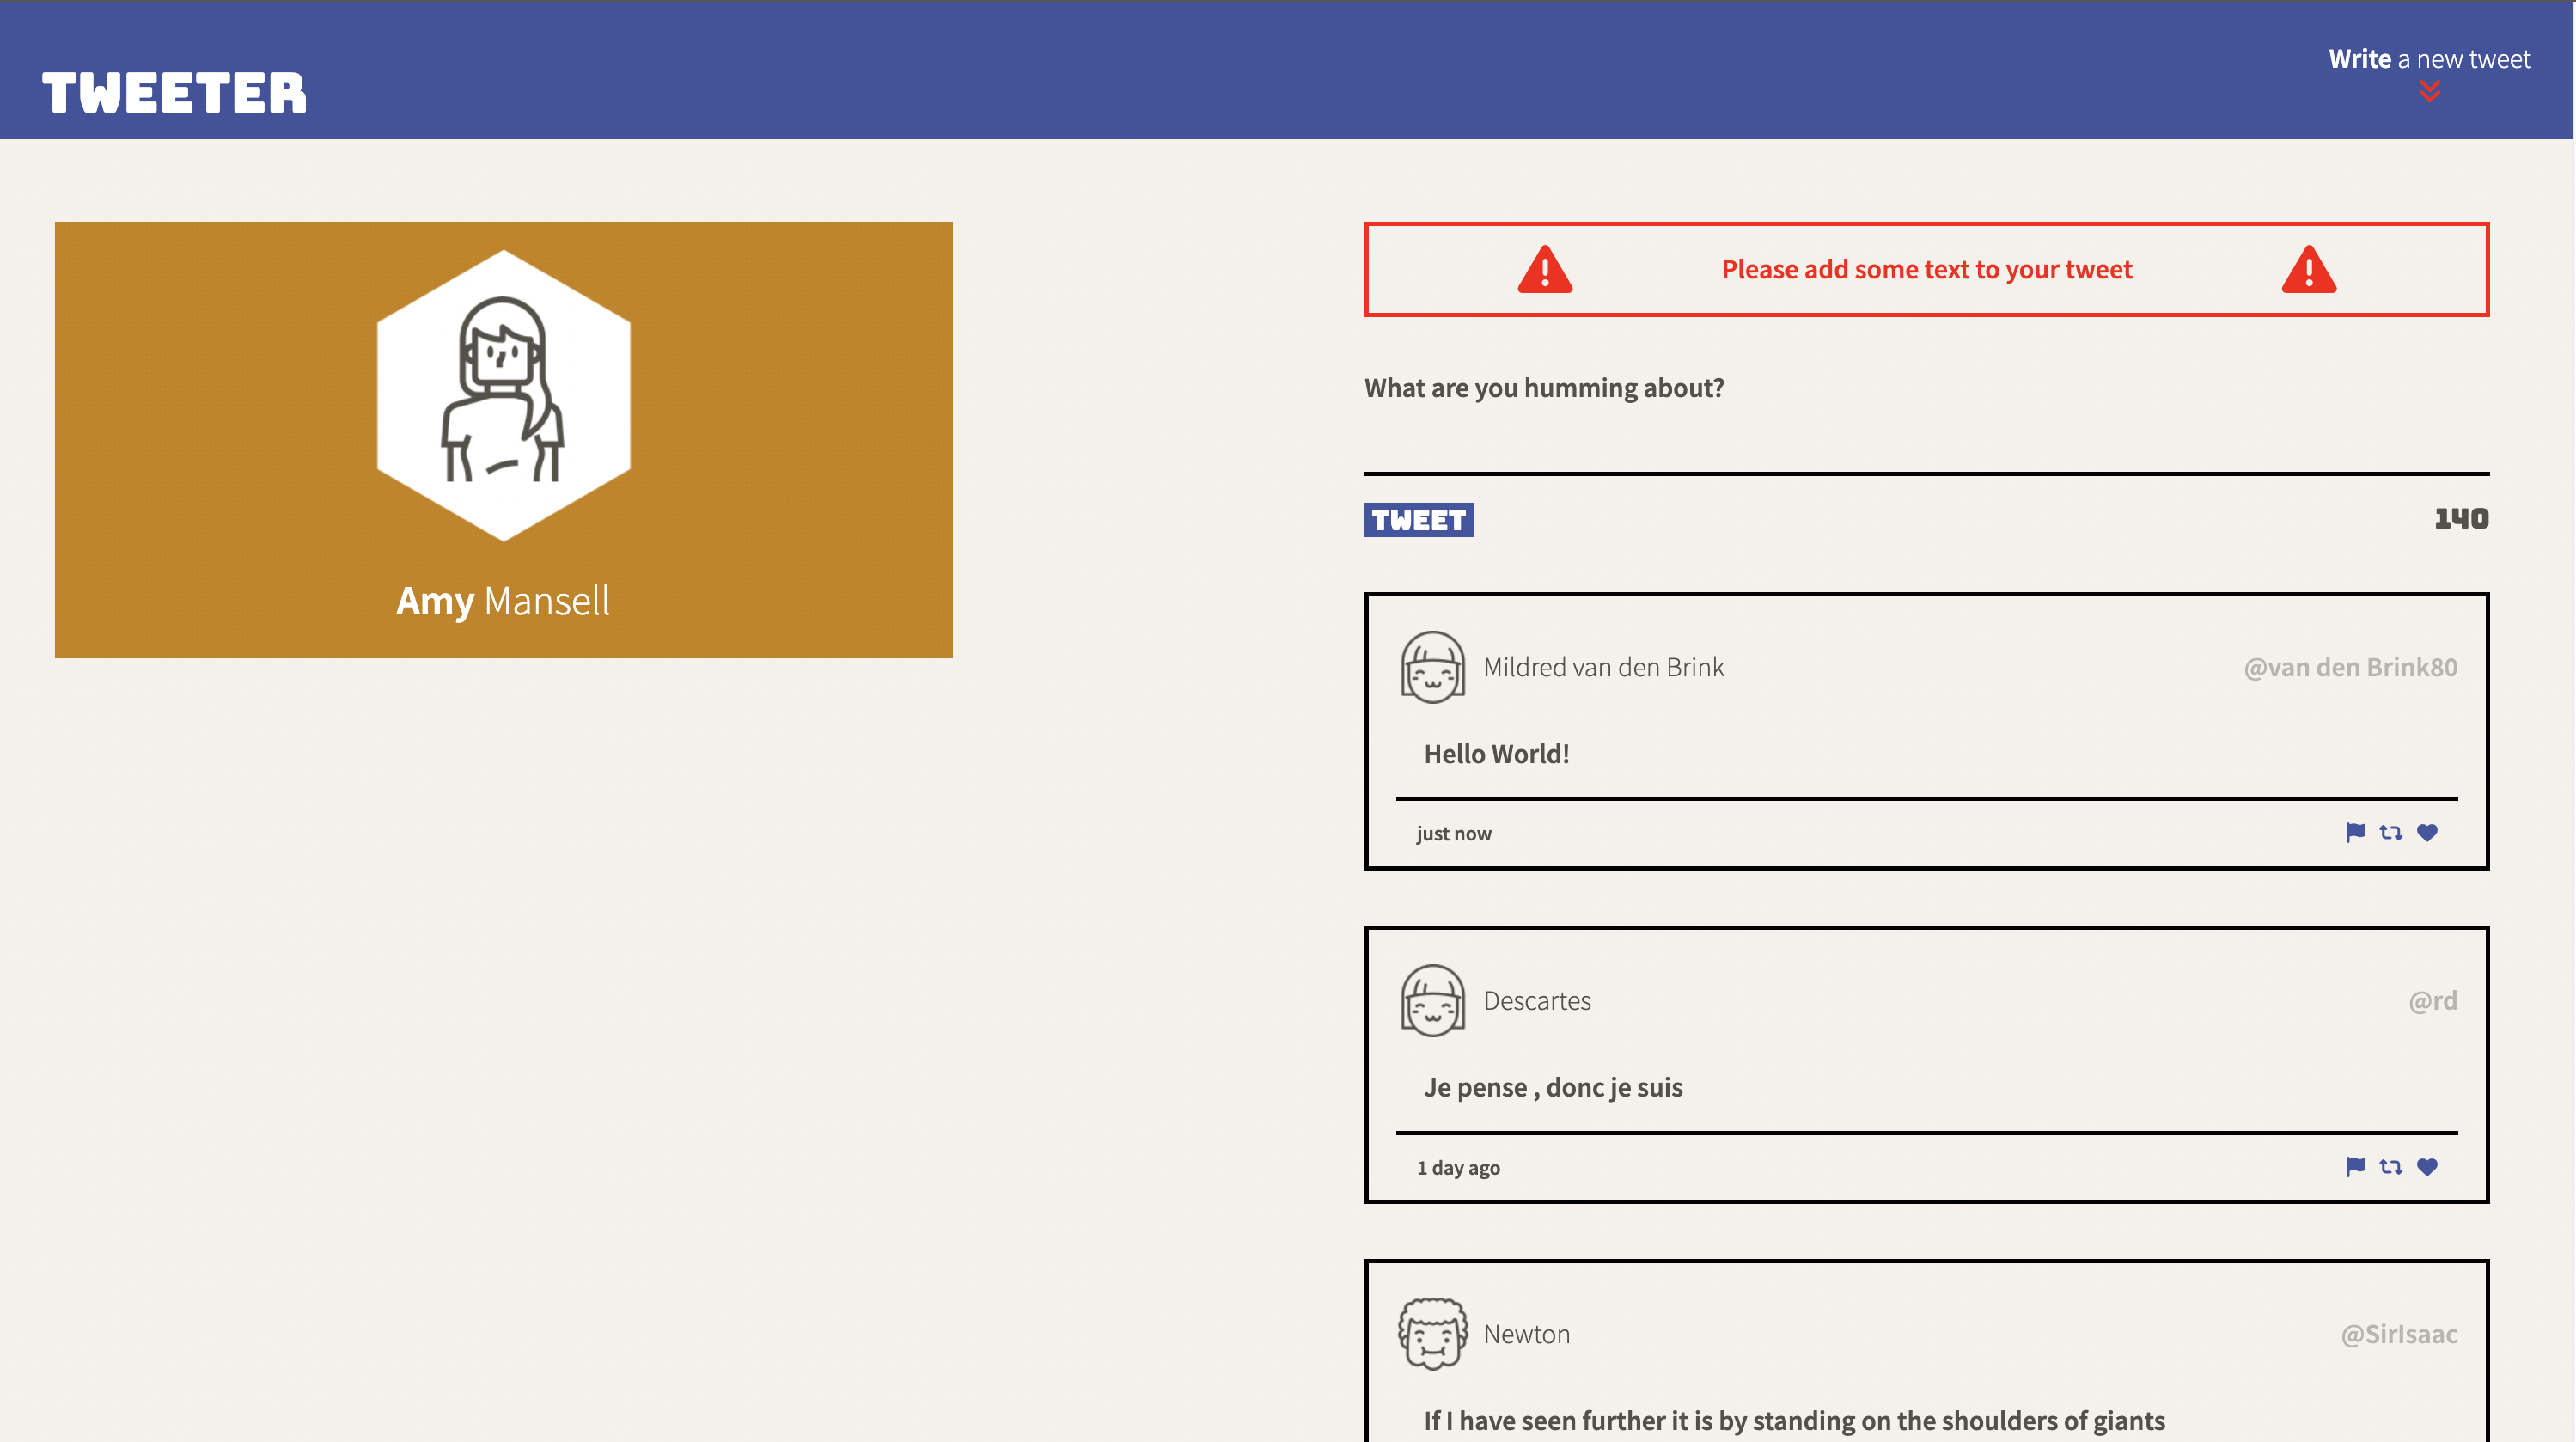 TWEETER
Write a new tweet
Amy Mansell
Please add some text to your tweet
What are you humming about?
TWEET
140
Mildred van den Brink
@van den Brink80
Hello World!
just now
Descartes
@rd
Je pense , donc je suis
1 day ago
Newton
@SirIsaac
If I have seen further it is by standing on the shoulders of giants